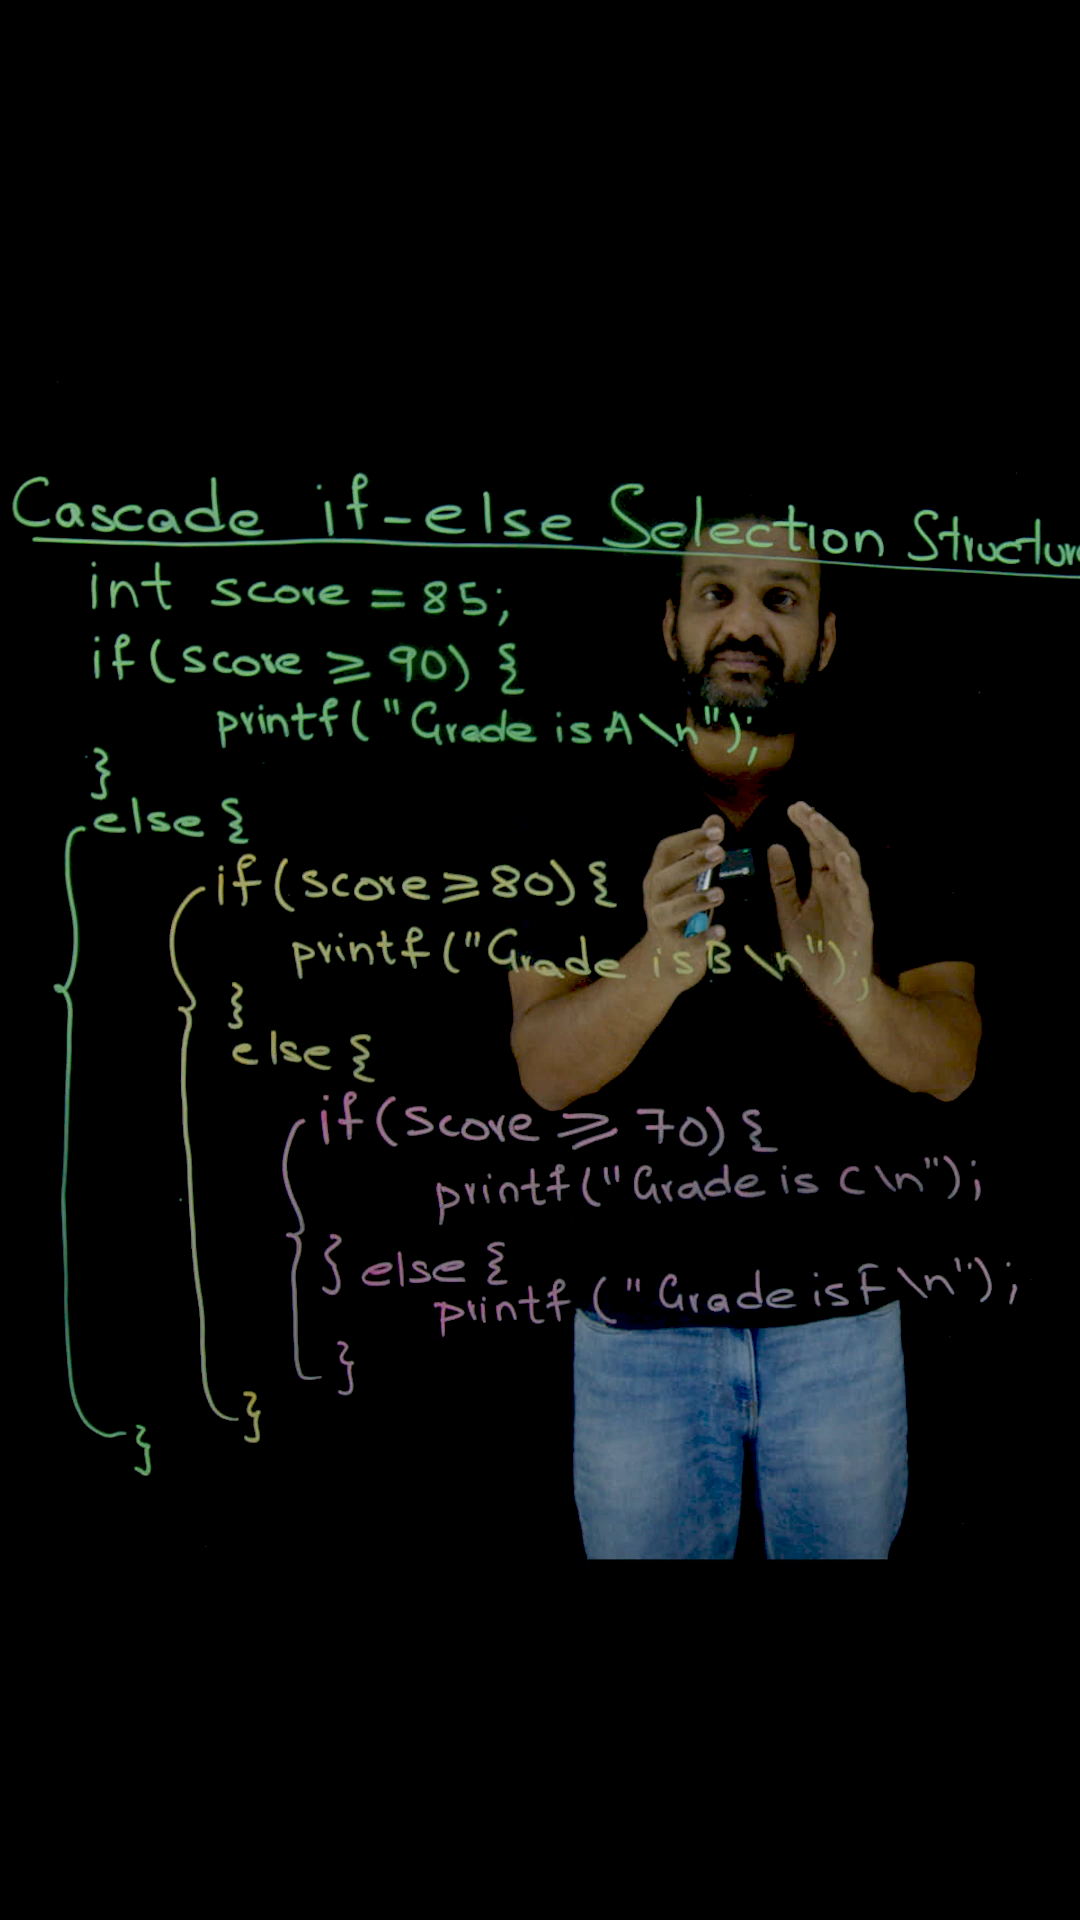 Cascade if-else Selection Structure
int score = 85;
if(score ≥ 90) {
printf("Grade is A\n");
}
else {
if(score ≥ 80) {
printf("Grade is B\n");
}
else {
if(score ≥ 70) {
printf("Grade is C\n");
} else {
printf("Grade is F\n");
}
}
}